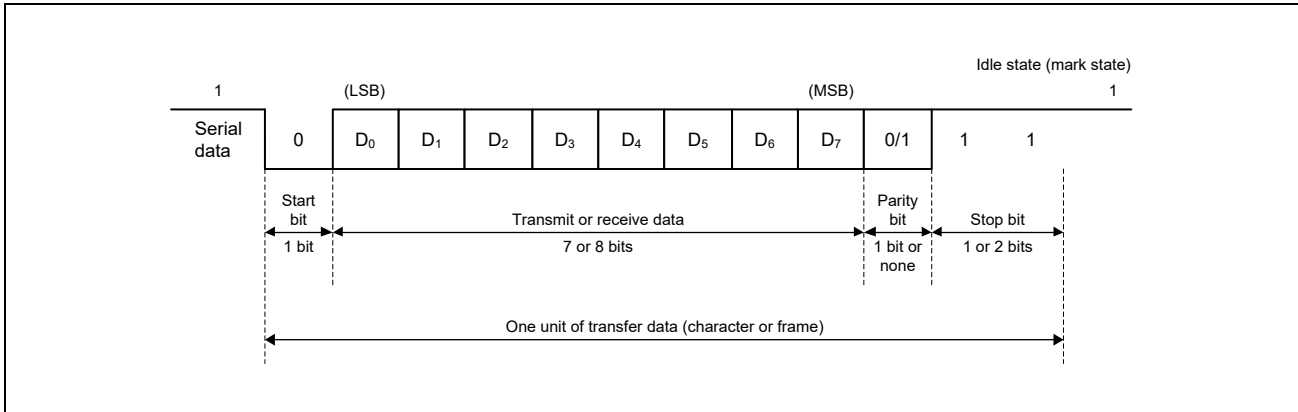 Idle state (mark state)
1 (LSB) (MSB) 1
Serial data 0 D₀ D₁ D₂ D₃ D₄ D₅ D₆ D₇ 0/1 1 1
Start bit Transmit or receive data Parity bit Stop bit
1 bit 7 or 8 bits 1 bit or none 1 or 2 bits
One unit of transfer data (character or frame)